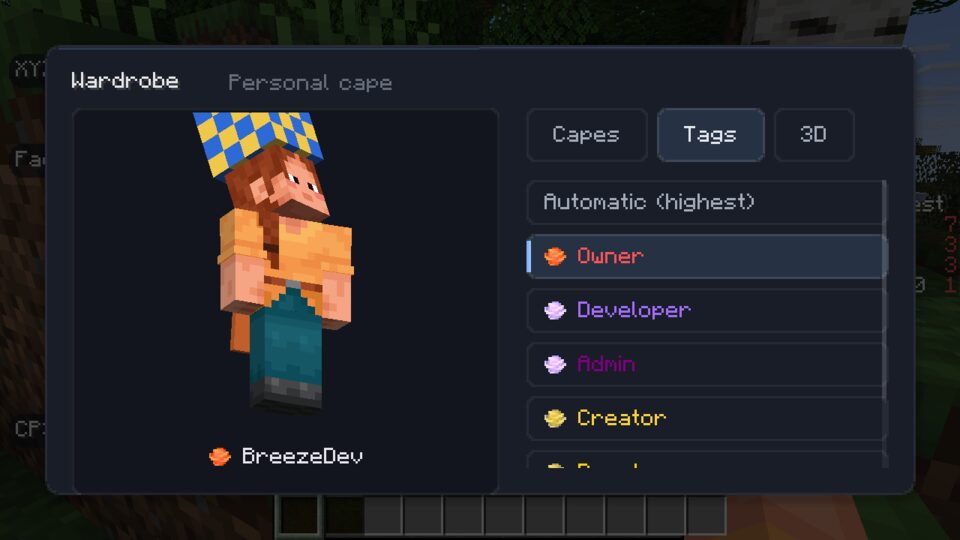 Wardrobe
Personal cape
Capes
Tags
3D
Automatic (highest)
Owner
Developer
Admin
Creator
BreezeDev